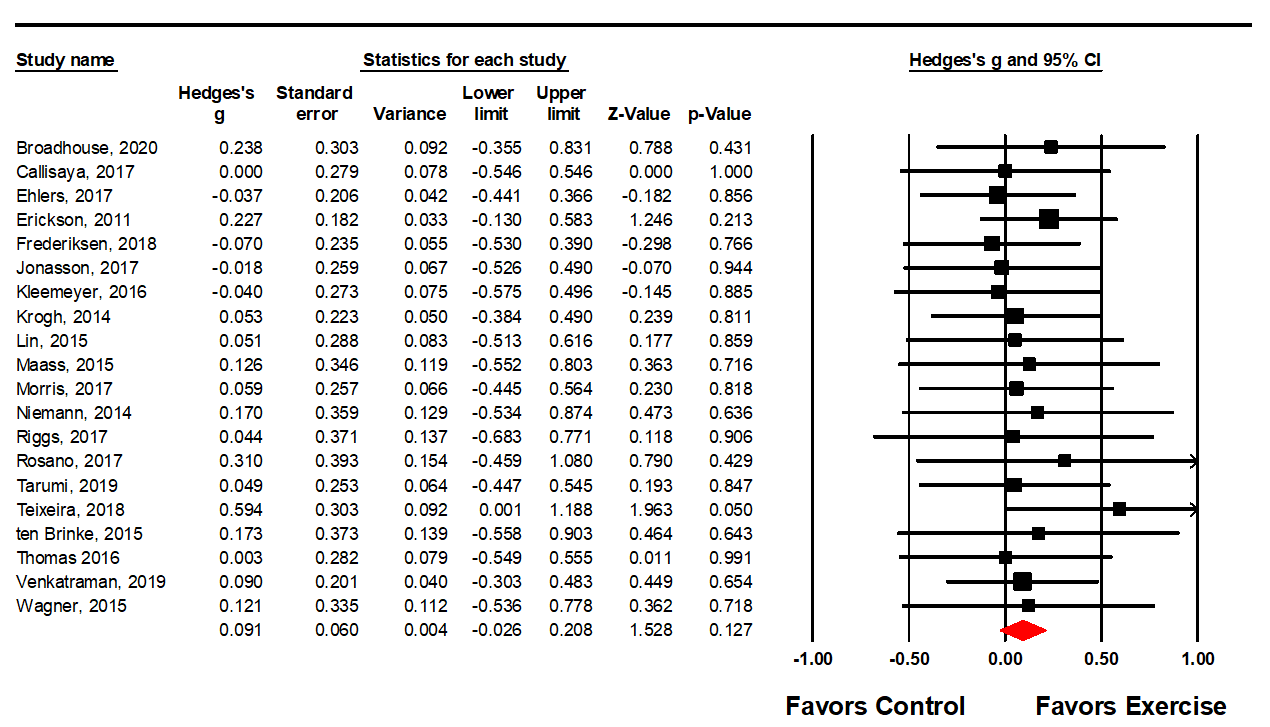 Study name Statistics for each study Hedges's g and 95% CI
Hedges's Standard Lower Upper
g error Variance limit limit Z-Value p-Value
Broadhouse, 2020 0.238 0.303 0.092 -0.355 0.831 0.788 0.431
Callisaya, 2017 0.000 0.279 0.078 -0.546 0.546 0.000 1.000
Ehlers, 2017 -0.037 0.206 0.042 -0.441 0.366 -0.182 0.856
Erickson, 2011 0.227 0.182 0.033 -0.130 0.583 1.246 0.213
Frederiksen, 2018 -0.070 0.235 0.055 -0.530 0.390 -0.298 0.766
Jonasson, 2017 -0.018 0.259 0.067 -0.526 0.490 -0.070 0.944
Kleemeyer, 2016 -0.040 0.273 0.075 -0.575 0.496 -0.145 0.885
Krogh, 2014 0.053 0.223 0.050 -0.384 0.490 0.239 0.811
Lin, 2015 0.051 0.288 0.083 -0.513 0.616 0.177 0.859
Maass, 2015 0.126 0.346 0.119 -0.552 0.803 0.363 0.716
Morris, 2017 0.059 0.257 0.066 -0.445 0.564 0.230 0.818
Niemann, 2014 0.170 0.359 0.129 -0.534 0.874 0.473 0.636
Riggs, 2017 0.044 0.371 0.137 -0.683 0.771 0.118 0.906
Rosano, 2017 0.310 0.393 0.154 -0.459 1.080 0.790 0.429
Tarumi, 2019 0.049 0.253 0.064 -0.447 0.545 0.193 0.847
Teixeira, 2018 0.594 0.303 0.092 0.001 1.188 1.963 0.050
ten Brinke, 2015 0.173 0.373 0.139 -0.558 0.903 0.464 0.643
Thomas 2016 0.003 0.282 0.079 -0.549 0.555 0.011 0.991
Venkatraman, 2019 0.090 0.201 0.040 -0.303 0.483 0.449 0.654
Wagner, 2015 0.121 0.335 0.112 -0.536 0.778 0.362 0.718
0.091 0.060 0.004 -0.026 0.208 1.528 0.127
-1.00 -0.50 0.00 0.50 1.00
Favors Control Favors Exercise